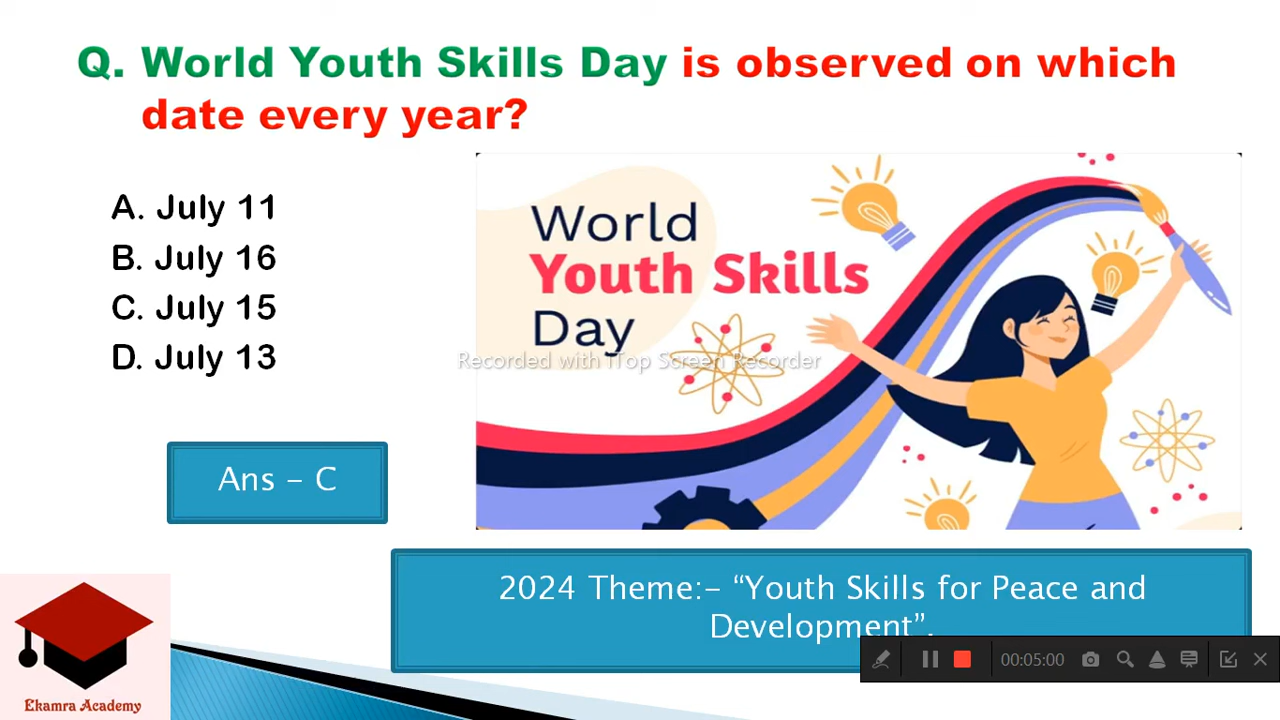 Q. World Youth Skills Day is observed on which
date every year?
A. July 11
B. July 16
C. July 15
D. July 13
World
Youth Skills
Day
Recorded with iTop Screen Recorder
Ans – C
2024 Theme:– “Youth Skills for Peace and
Development”.
00:05:00
Ekamra Academy